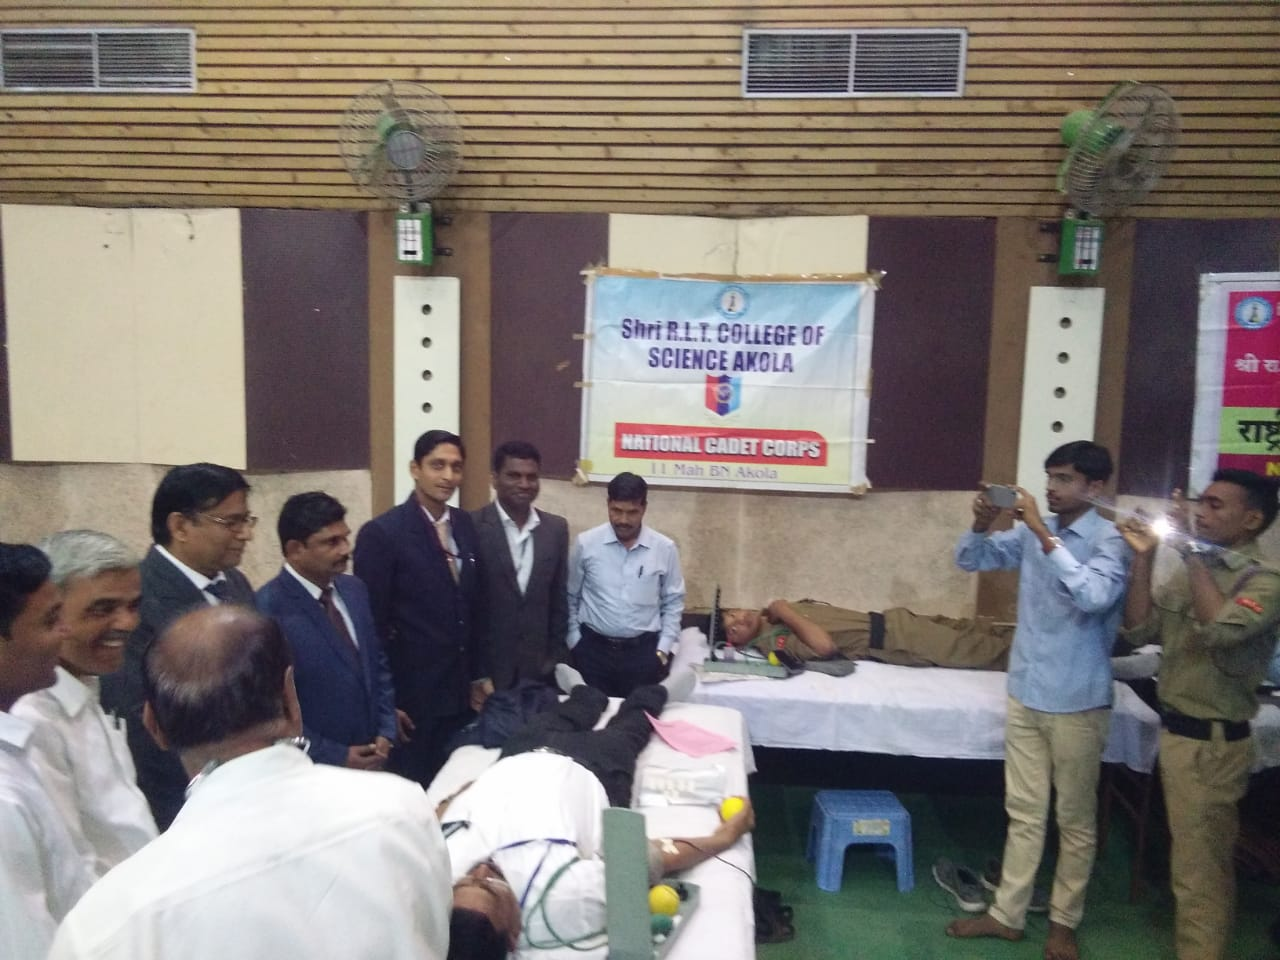 Shri R.L.T. COLLEGE OF
SCIENCE AKOLA
NATIONAL CADET CORPS
11 Mah BN Akola
श्री रा
राष्ट्री
N